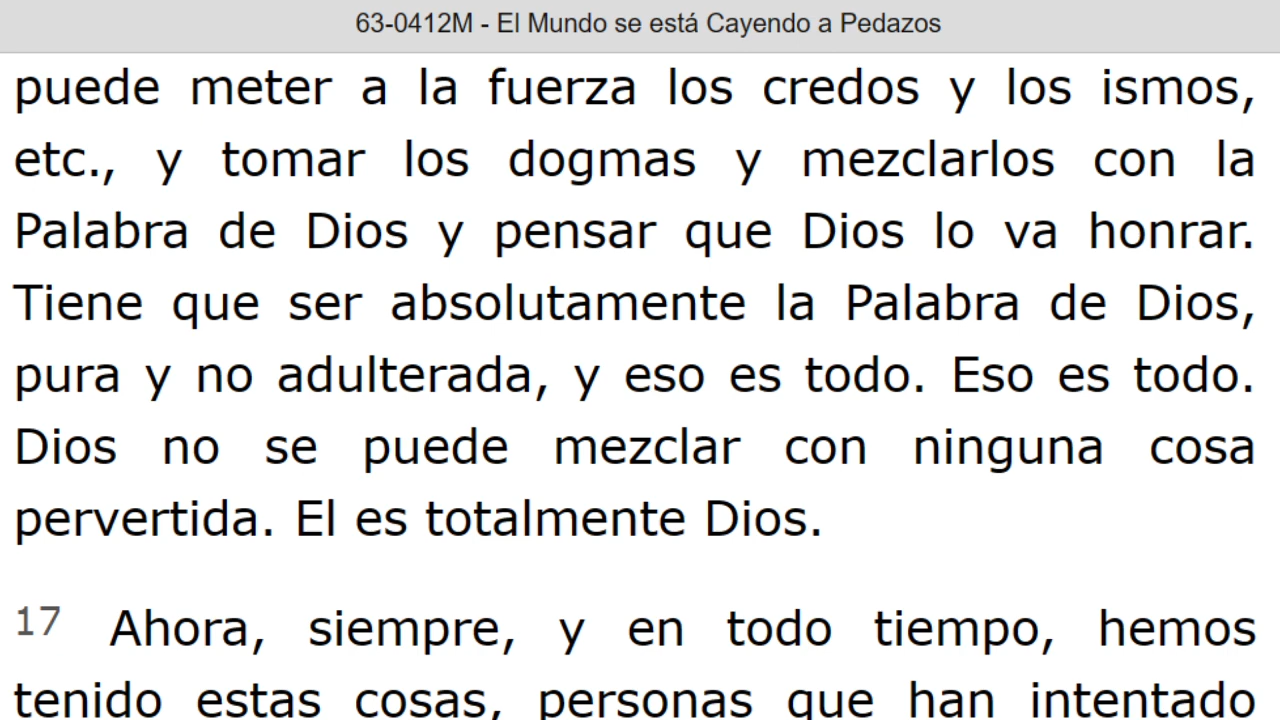 63-0412M - El Mundo se está Cayendo a Pedazos
puede meter a la fuerza los credos y los ismos,
etc., y tomar los dogmas y mezclarlos con la
Palabra de Dios y pensar que Dios lo va honrar.
Tiene que ser absolutamente la Palabra de Dios,
pura y no adulterada, y eso es todo. Eso es todo.
Dios no se puede mezclar con ninguna cosa
pervertida. El es totalmente Dios.
17 Ahora, siempre, y en todo tiempo, hemos
tenido estas cosas, personas que han intentado